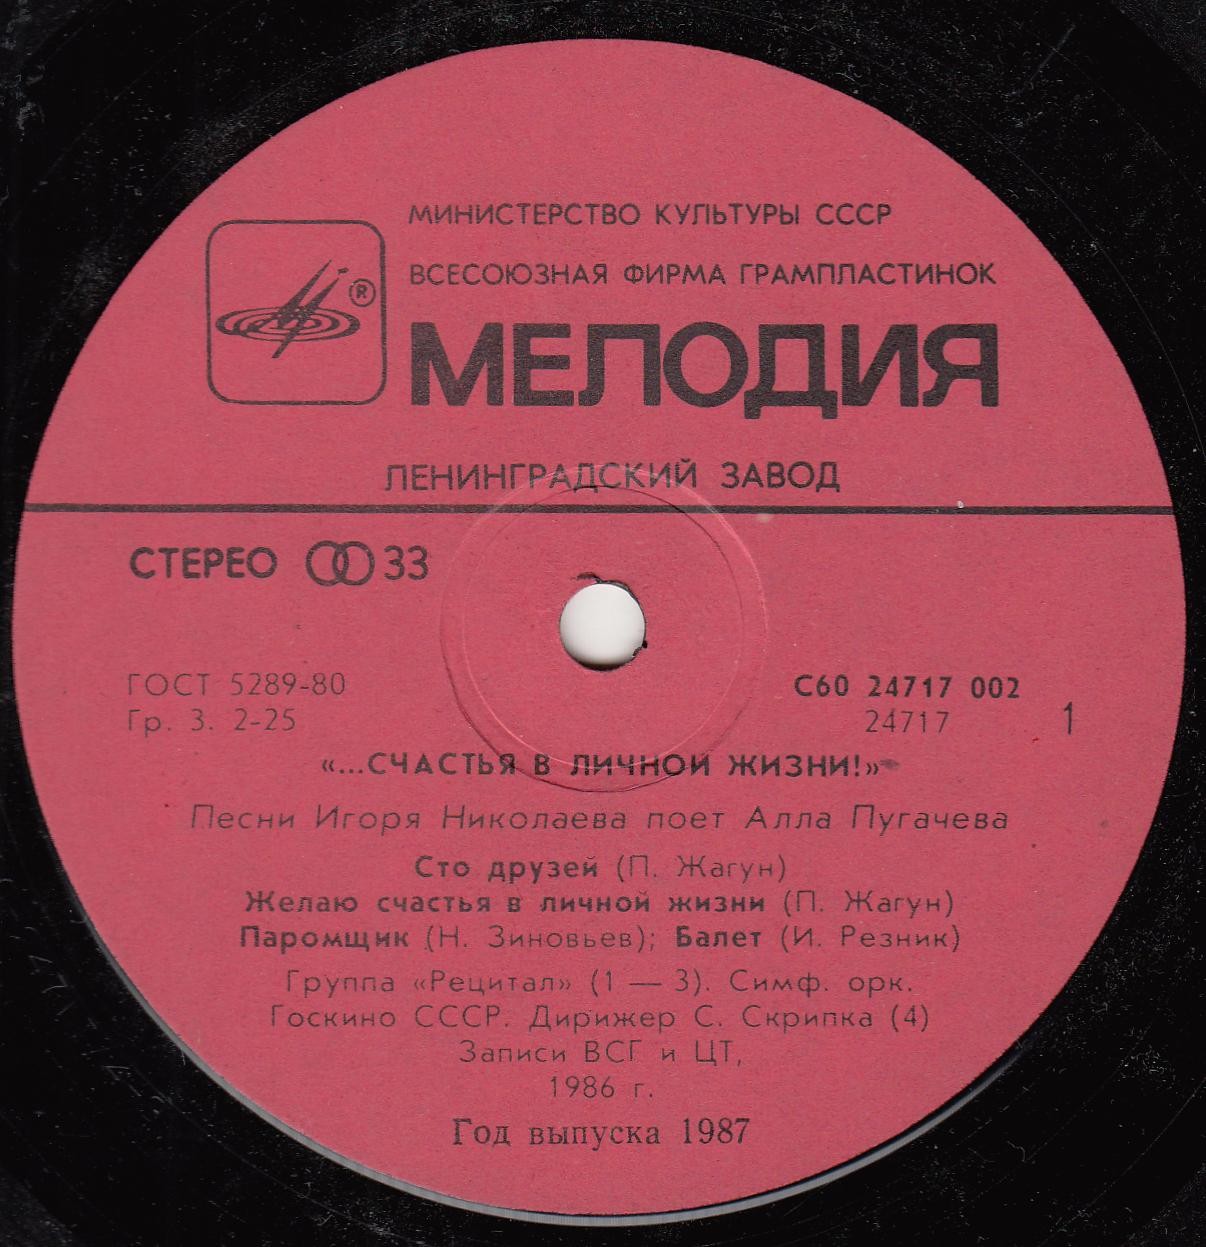 МИНИСТЕРСТВО КУЛЬТУРЫ СССР
ВСЕСОЮЗНАЯ ФИРМА ГРАМПЛАСТИНОК
®
МЕЛОДИЯ
ЛЕНИНГРАДСКИЙ ЗАВОД
СТЕРЕО 33
ГОСТ 5289-80
Гр. 3. 2-25
С60 24717 002
24717 1
«...СЧАСТЬЯ В ЛИЧНОЙ ЖИЗНИ!»
Песни Игоря Николаева поет Алла Пугачева
Сто друзей (П. Жагун)
Желаю счастья в личной жизни (П. Жагун)
Паромщик (Н. Зиновьев); Балет (И. Резник)
Группа «Рецитал» (1 — 3). Симф. орк.
Госкино СССР. Дирижер С. Скрипка (4)
Записи ВСГ и ЦТ,
1986 г.
Год выпуска 1987